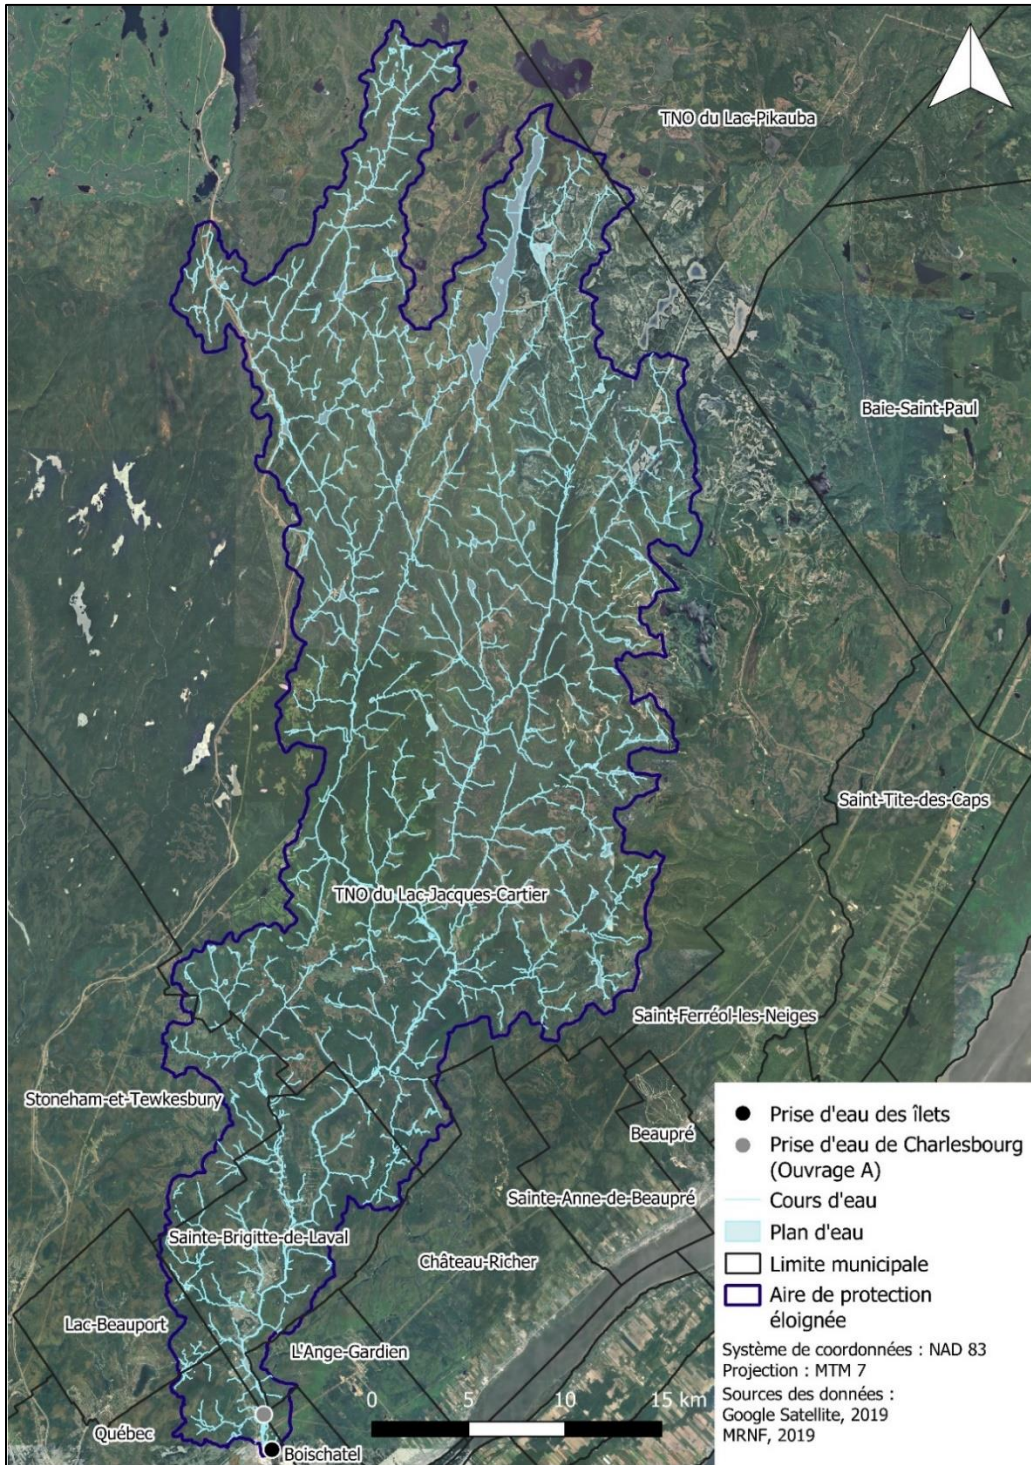 TNO du Lac-Pikauba
Baie-Saint-Paul
Saint-Tite-des-Caps
TNO du Lac-Jacques-Cartier
Saint-Ferréol-les-Neiges
Stoneham-et-Tewkesbury
Beaupré
Sainte-Anne-de-Beaupré
Sainte-Brigitte-de-Laval
Château-Richer
Lac-Beauport
L'Ange-Gardien
Québec
Boischatel
0 5 10 15 km
Prise d'eau des îlets
Prise d'eau de Charlesbourg
(Ouvrage A)
Cours d'eau
Plan d'eau
Limite municipale
Aire de protection
éloignée
Système de coordonnées : NAD 83
Projection : MTM 7
Sources des données :
Google Satellite, 2019
MRNF, 2019